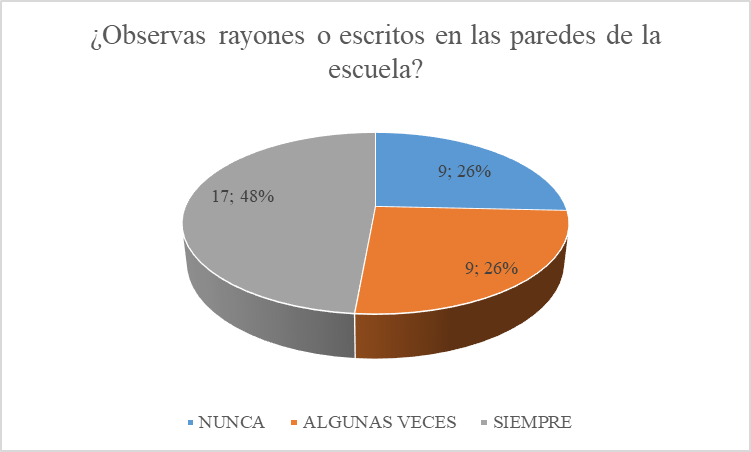 ¿Observas rayones o escritos en las paredes de la
escuela?
9; 26%
17; 48%
9; 26%
NUNCA ALGUNAS VECES SIEMPRE